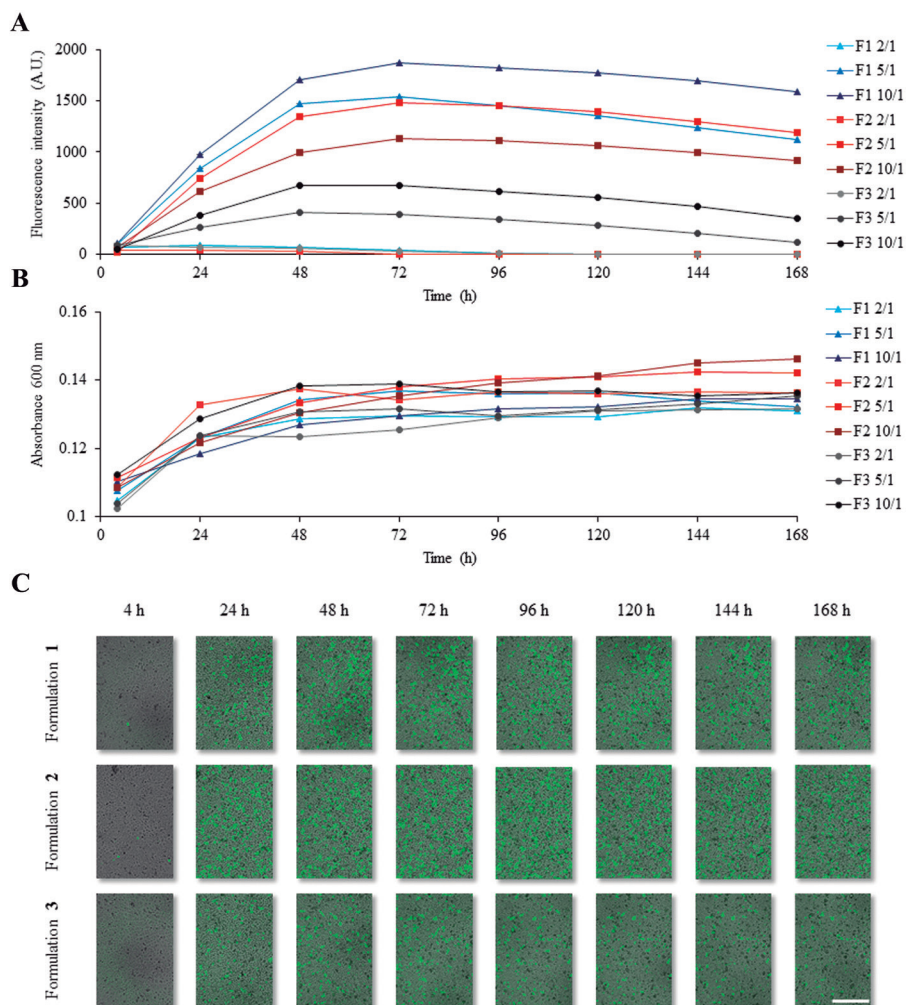 A
Fluorescence intensity (A.U.)
2000
1500
1000
500
0
0 24 48 72 96 120 144 168
Time (h)
F1 2/1
F1 5/1
F1 10/1
F2 2/1
F2 5/1
F2 10/1
F3 2/1
F3 5/1
F3 10/1
B
Absorbance 600 nm
0.16
0.14
0.12
0.1
0 24 48 72 96 120 144 168
Time (h)
F1 2/1
F1 5/1
F1 10/1
F2 2/1
F2 5/1
F2 10/1
F3 2/1
F3 5/1
F3 10/1
C
4 h 24 h 48 h 72 h 96 h 120 h 144 h 168 h
Formulation 1
Formulation 2
Formulation 3